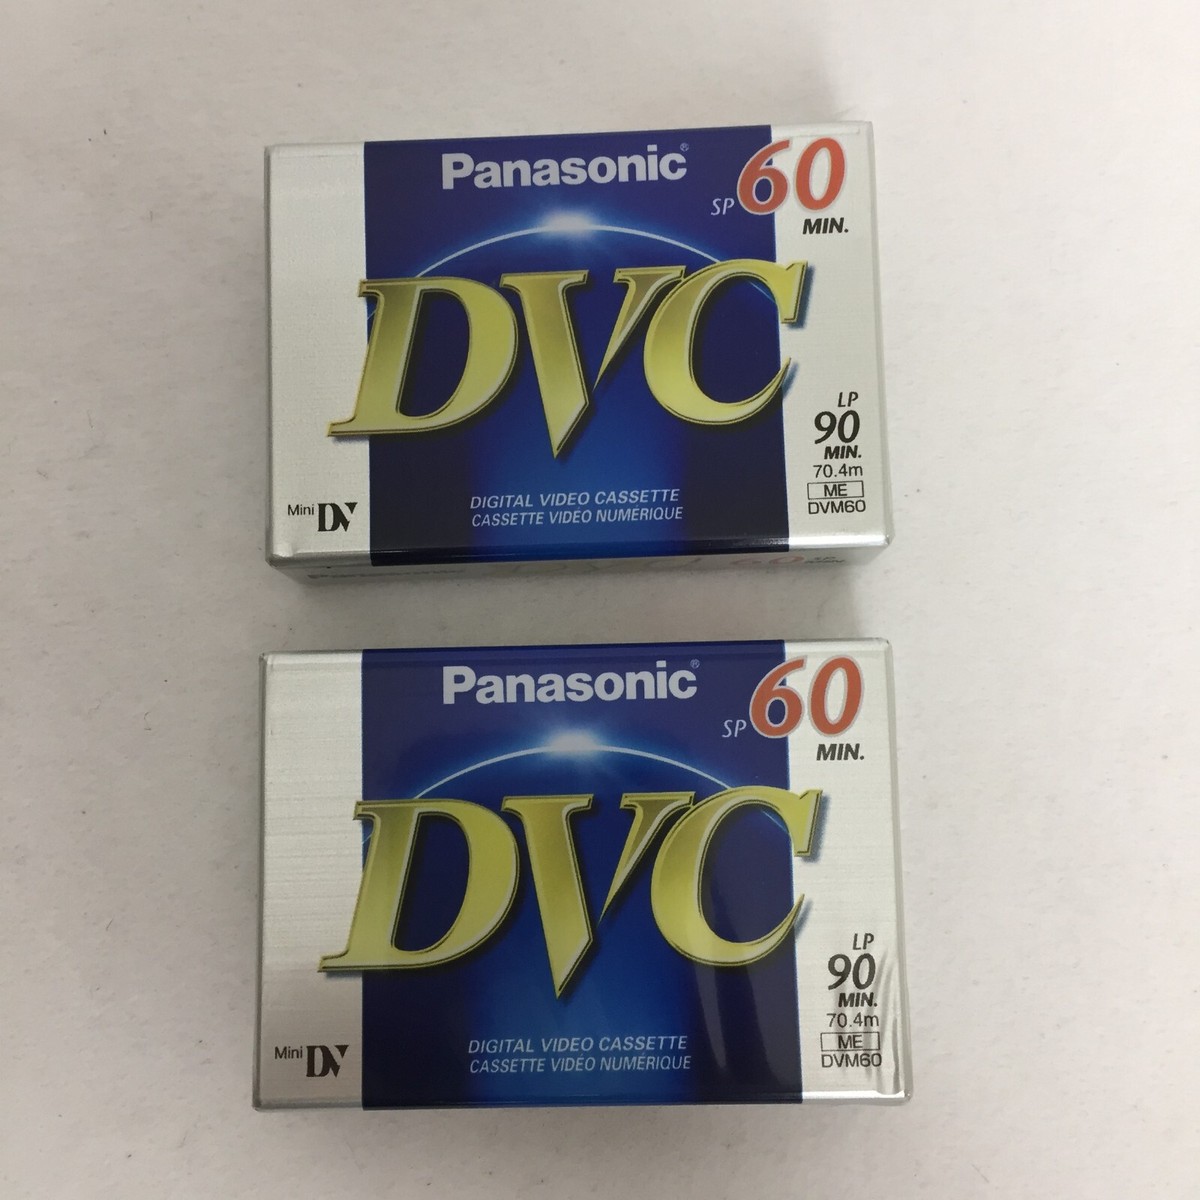 Panasonic®
SP 60
MIN.
DVC
LP
90
MIN.
70.4m
ME
DVM60
Mini DV
DIGITAL VIDEO CASSETTE
CASSETTE VIDÉO NUMÉRIQUE
Panasonic 60
Panasonic®
SP 60
MIN.
DVC
LP
90
MIN.
70.4m
ME
DVM60
Mini DV
DIGITAL VIDEO CASSETTE
CASSETTE VIDÉO NUMÉRIQUE